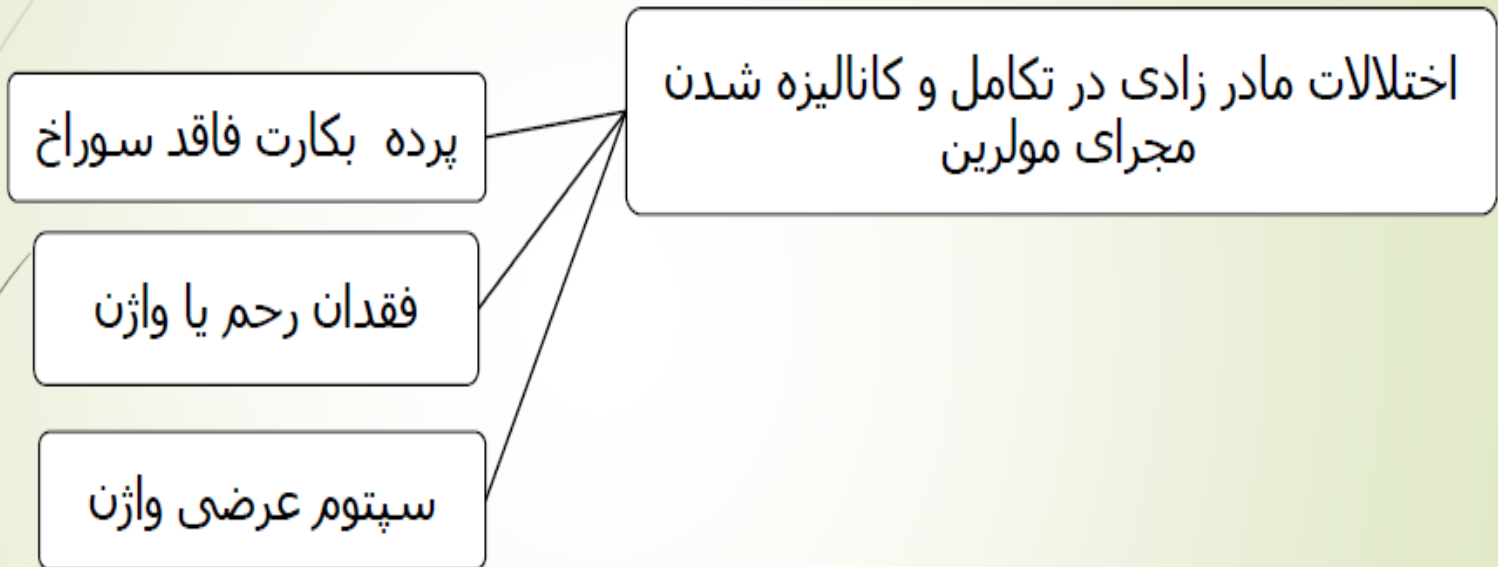 اختلالات مادر زادی در تکامل و کانالیزه شدن
مجرای مولرین
پرده بکارت فاقد سوراخ
فقدان رحم یا واژن
سپتوم عرضی واژن